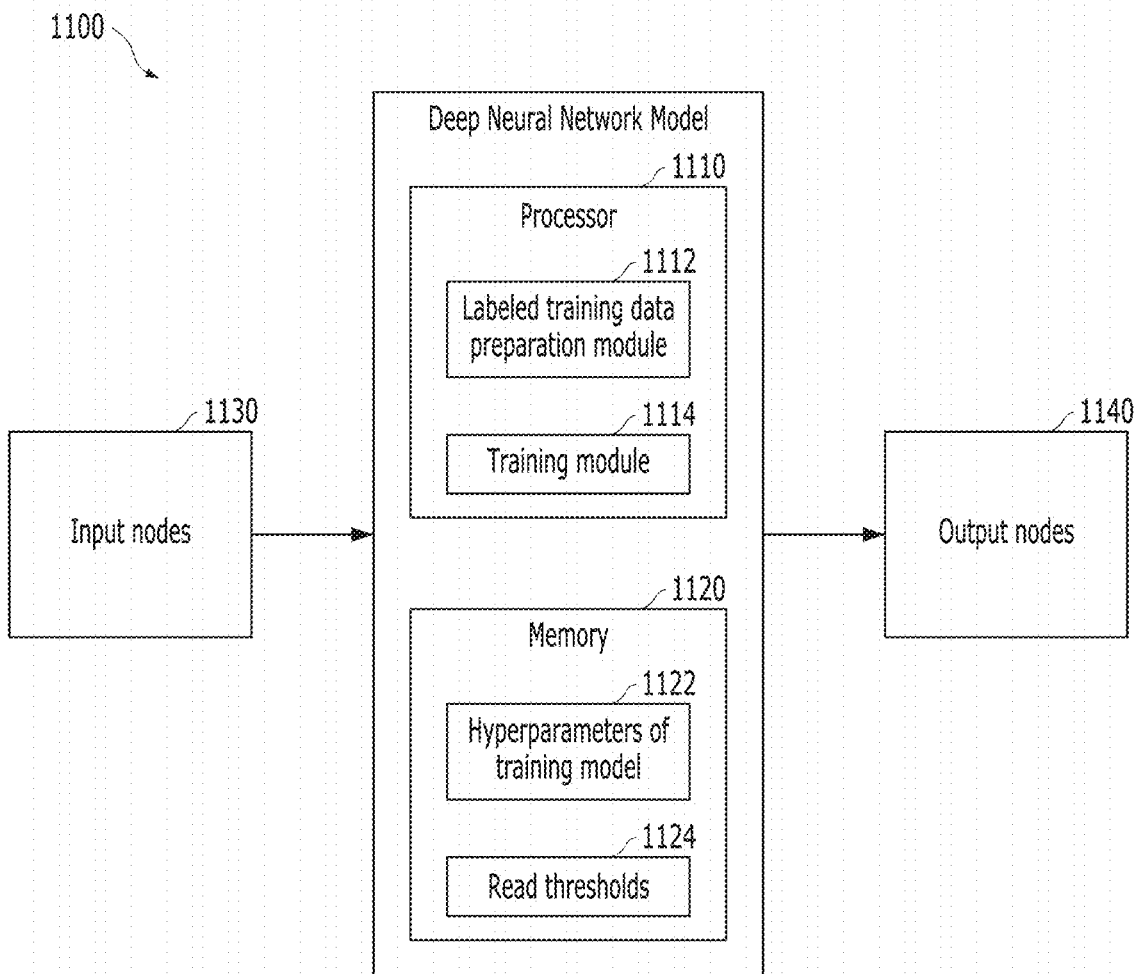 1100
Deep Neural Network Model
1110
Processor
1112
Labeled training data
preparation module
1130
1114
1140
Training module
Input nodes
Output nodes
1120
Memory
1122
Hyperparameters of
training model
1124
Read thresholds